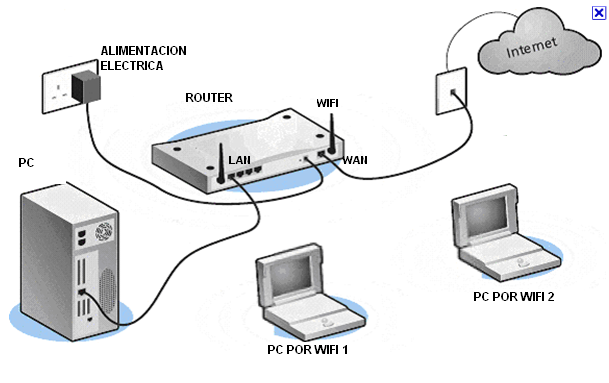 ALIMENTACION
ELECTRICA
Internet
ROUTER
WIFI
LAN
WAN
PC
PC POR WIFI 1
PC POR WIFI 2